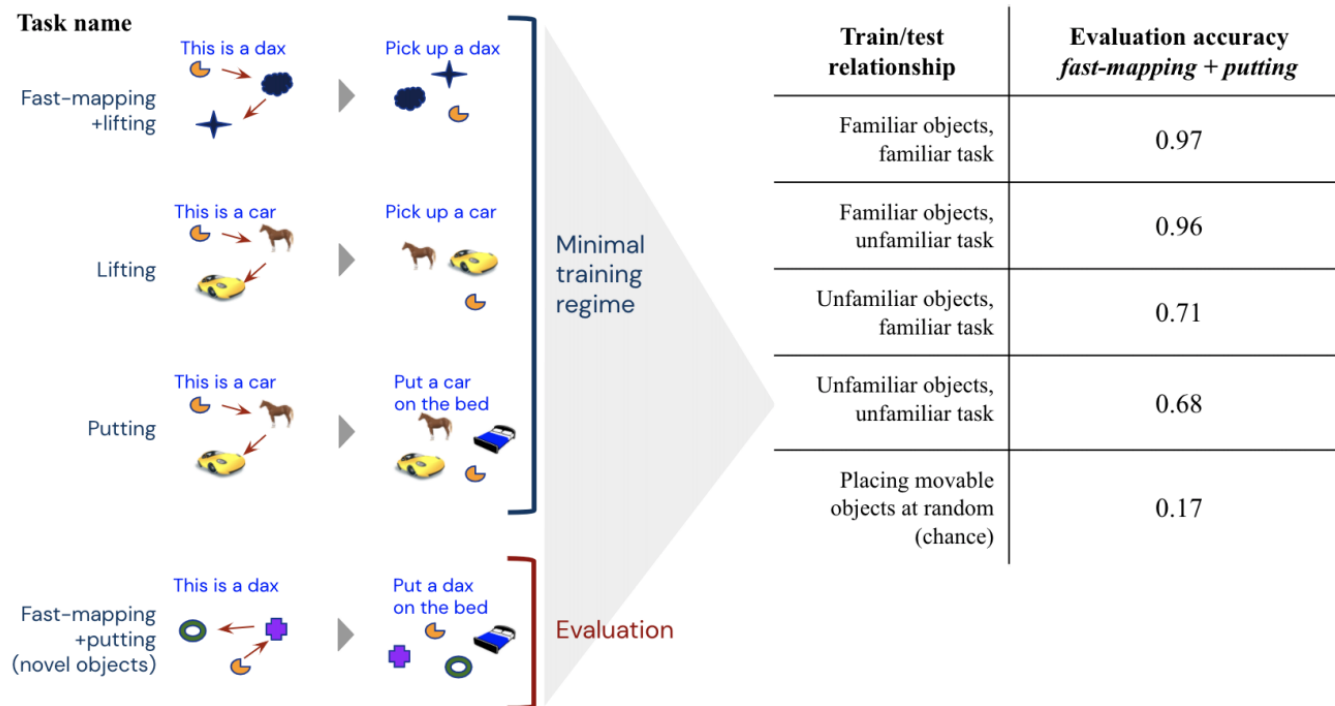 Task name
This is a dax
Pick up a dax
Fast-mapping
+lifting
This is a car
Pick up a car
Lifting
This is a car
Put a car
on the bed
Putting
Minimal
training
regime
This is a dax
Put a dax
on the bed
Fast-mapping
+putting
(novel objects)
Evaluation
Train/test
relationship
Evaluation accuracy
fast-mapping + putting
Familiar objects,
familiar task
0.97
Familiar objects,
unfamiliar task
0.96
Unfamiliar objects,
familiar task
0.71
Unfamiliar objects,
unfamiliar task
0.68
Placing movable
objects at random
(chance)
0.17